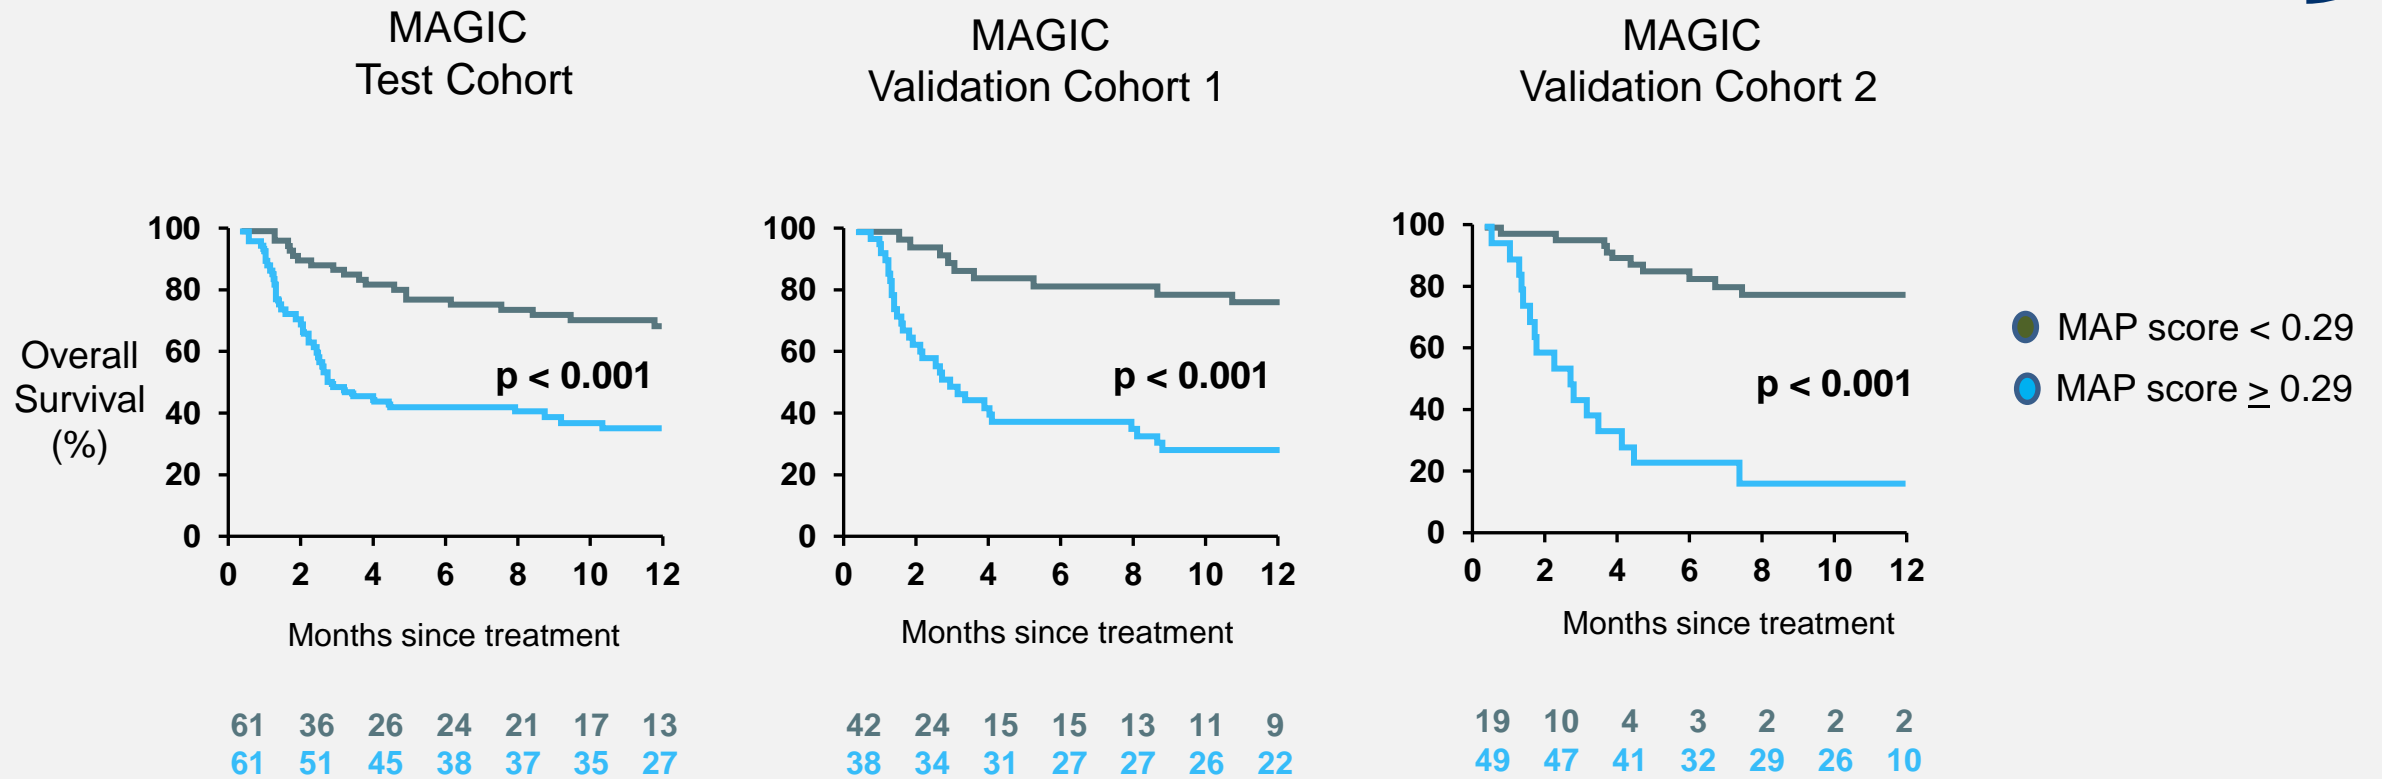 MAGIC
Test Cohort
MAGIC
Validation Cohort 1
MAGIC
Validation Cohort 2
Overall
Survival
(%)
100
80
60
40
20
0
p < 0.001
0 2 4 6 8 10 12
Months since treatment
61 36 26 24 21 17 13
61 51 45 38 37 35 27
100
80
60
40
20
0
p < 0.001
0 2 4 6 8 10 12
Months since treatment
42 24 15 15 13 11 9
38 34 31 27 27 26 22
100
80
60
40
20
0
p < 0.001
0 2 4 6 8 10 12
Months since treatment
19 10 4 3 2 2 2
49 47 41 32 29 26 10
MAP score < 0.29
MAP score ≥ 0.29